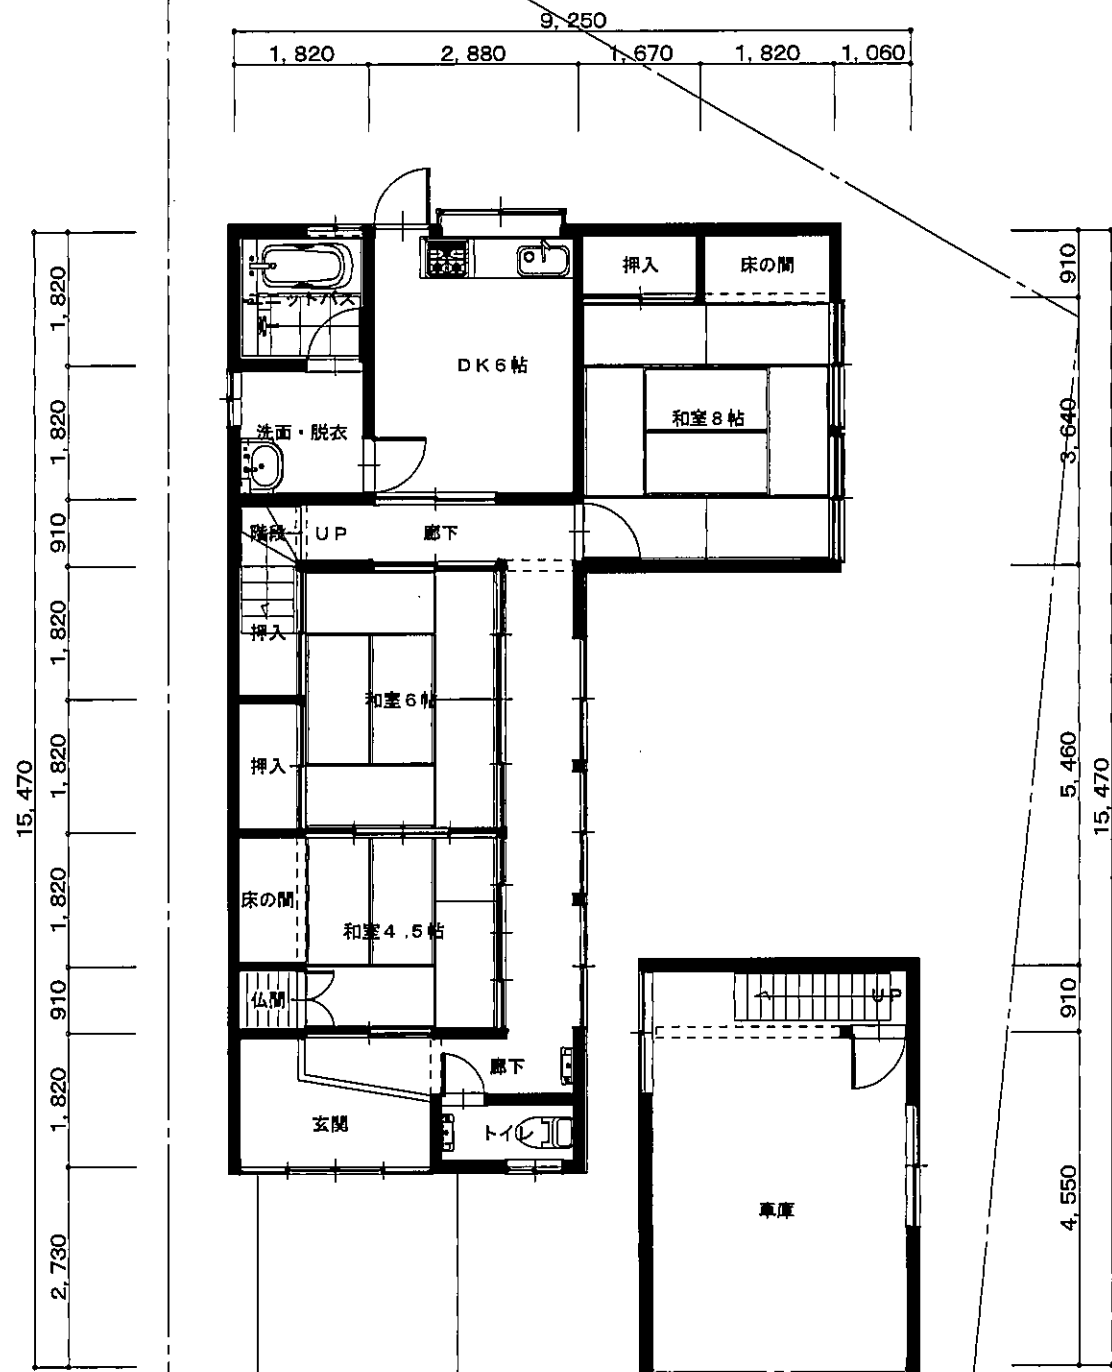 9,250
1,820
2,880
1,670
1,820
1,060
押入
床の間
ユニットバス
DK6帖
和室8帖
洗面・脱衣
階段
UP
廊下
押入
和室6帖
押入
床の間
和室4.5帖
仏間
UP
廊下
玄関
トイレ
車庫
15,470
1,820
1,820
910
1,820
1,820
1,820
910
1,820
2,730
910
3,640
5,460
910
4,550
15,470